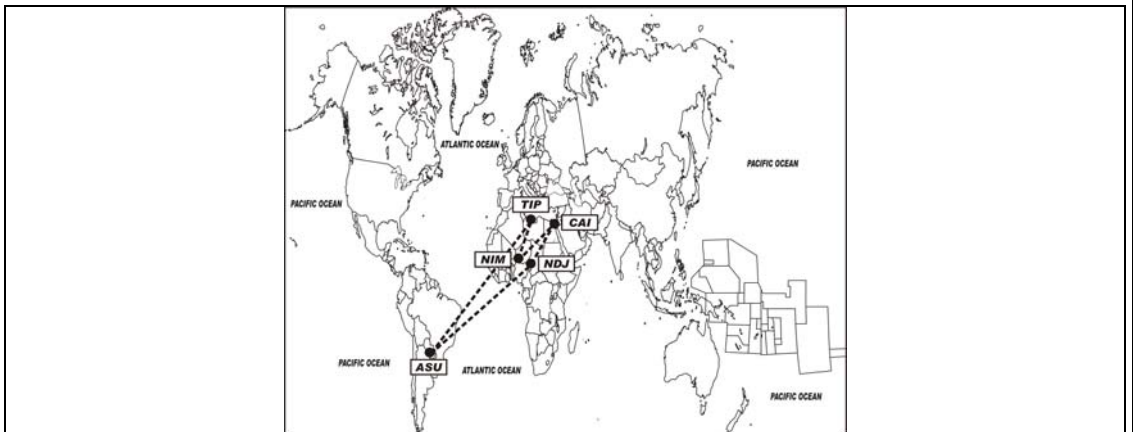 ATLANTIC OCEAN
PACIFIC OCEAN
PACIFIC OCEAN
TIP
CAI
NIM
NDJ
PACIFIC OCEAN
ASU
ATLANTIC OCEAN
PACIFIC OCEAN